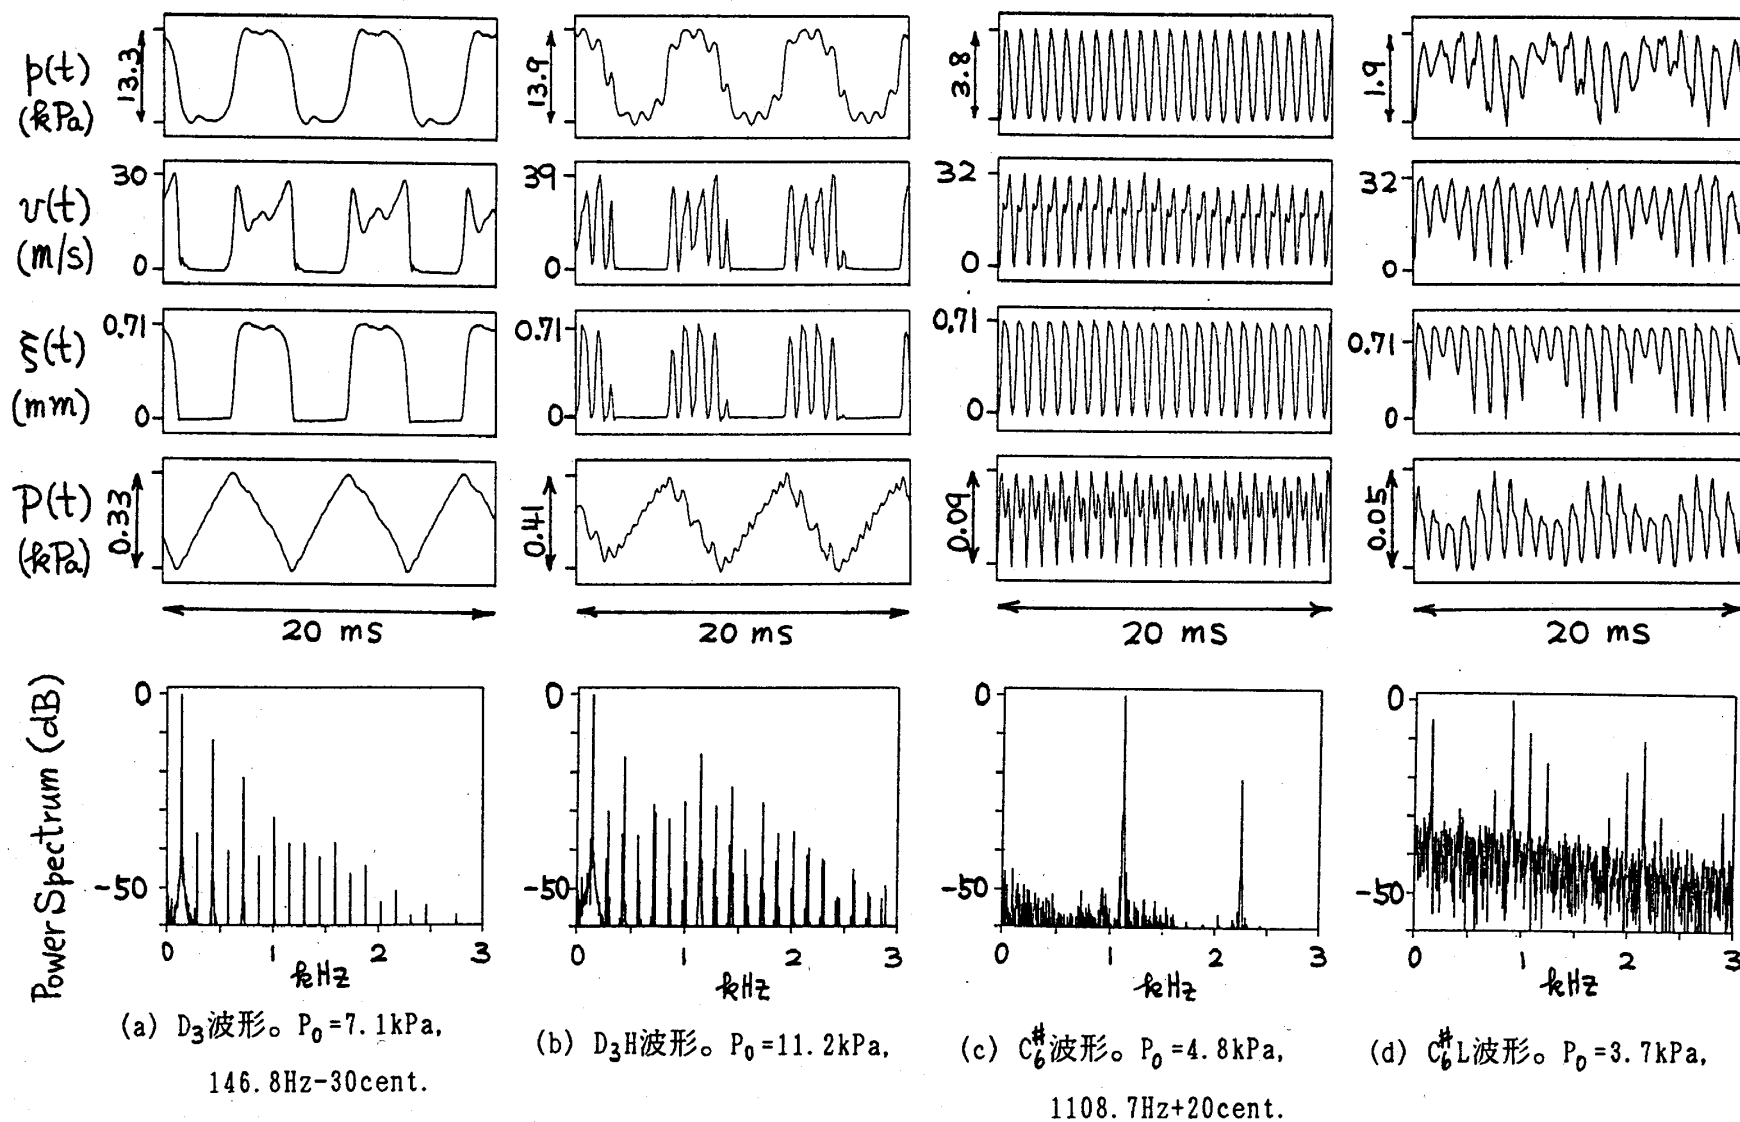 p(t)
(kPa)
13.3
13.9
3.8
1.9
v(t)
(m/s)
30
0
39
0
32
0
32
0
ξ(t)
(mm)
0.71
0
0.71
0
0.71
0
0.71
0
P(t)
(kPa)
0.33
0.41
0.09
0.05
20 ms
20 ms
20 ms
20 ms
Power Spectrum (dB)
0
-50
0 1 2 3
kHz
0
-50
0 1 2 3
kHz
0
-50
0 1 2 3
kHz
0
-50
0 1 2 3
kHz
(a) D₃波形。P₀=7.1kPa,
146.8Hz-30cent.
(b) D₃H波形。P₀=11.2kPa,
(c) C₆#波形。P₀=4.8kPa,
1108.7Hz+20cent.
(d) C₆#L波形。P₀=3.7kPa,